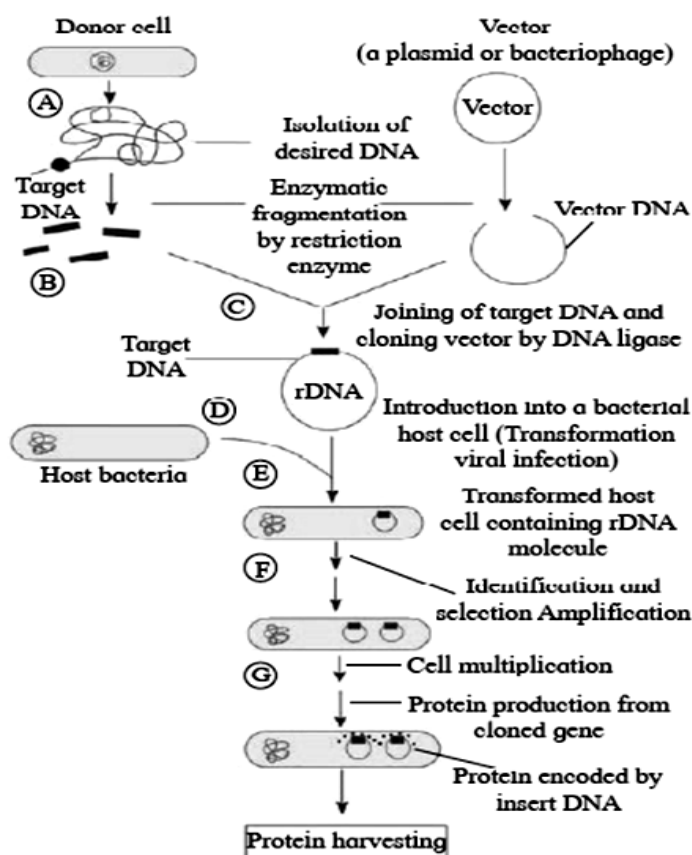 Donor cell
Vector
(a plasmid or bacteriophage)
Vector
A
Isolation of
desired DNA
Target
DNA
Enzymatic
fragmentation
by restriction
enzyme
Vector DNA
B
C
Joining of target DNA and
cloning vector by DNA ligase
Target
DNA
rDNA
D
Introduction into a bacterial
host cell (Transformation
viral infection)
Host bacteria
E
Transformed host
cell containing rDNA
molecule
F
Identification and
selection Amplification
G
Cell multiplication
Protein production from
cloned gene
Protein encoded by
insert DNA
Protein harvesting